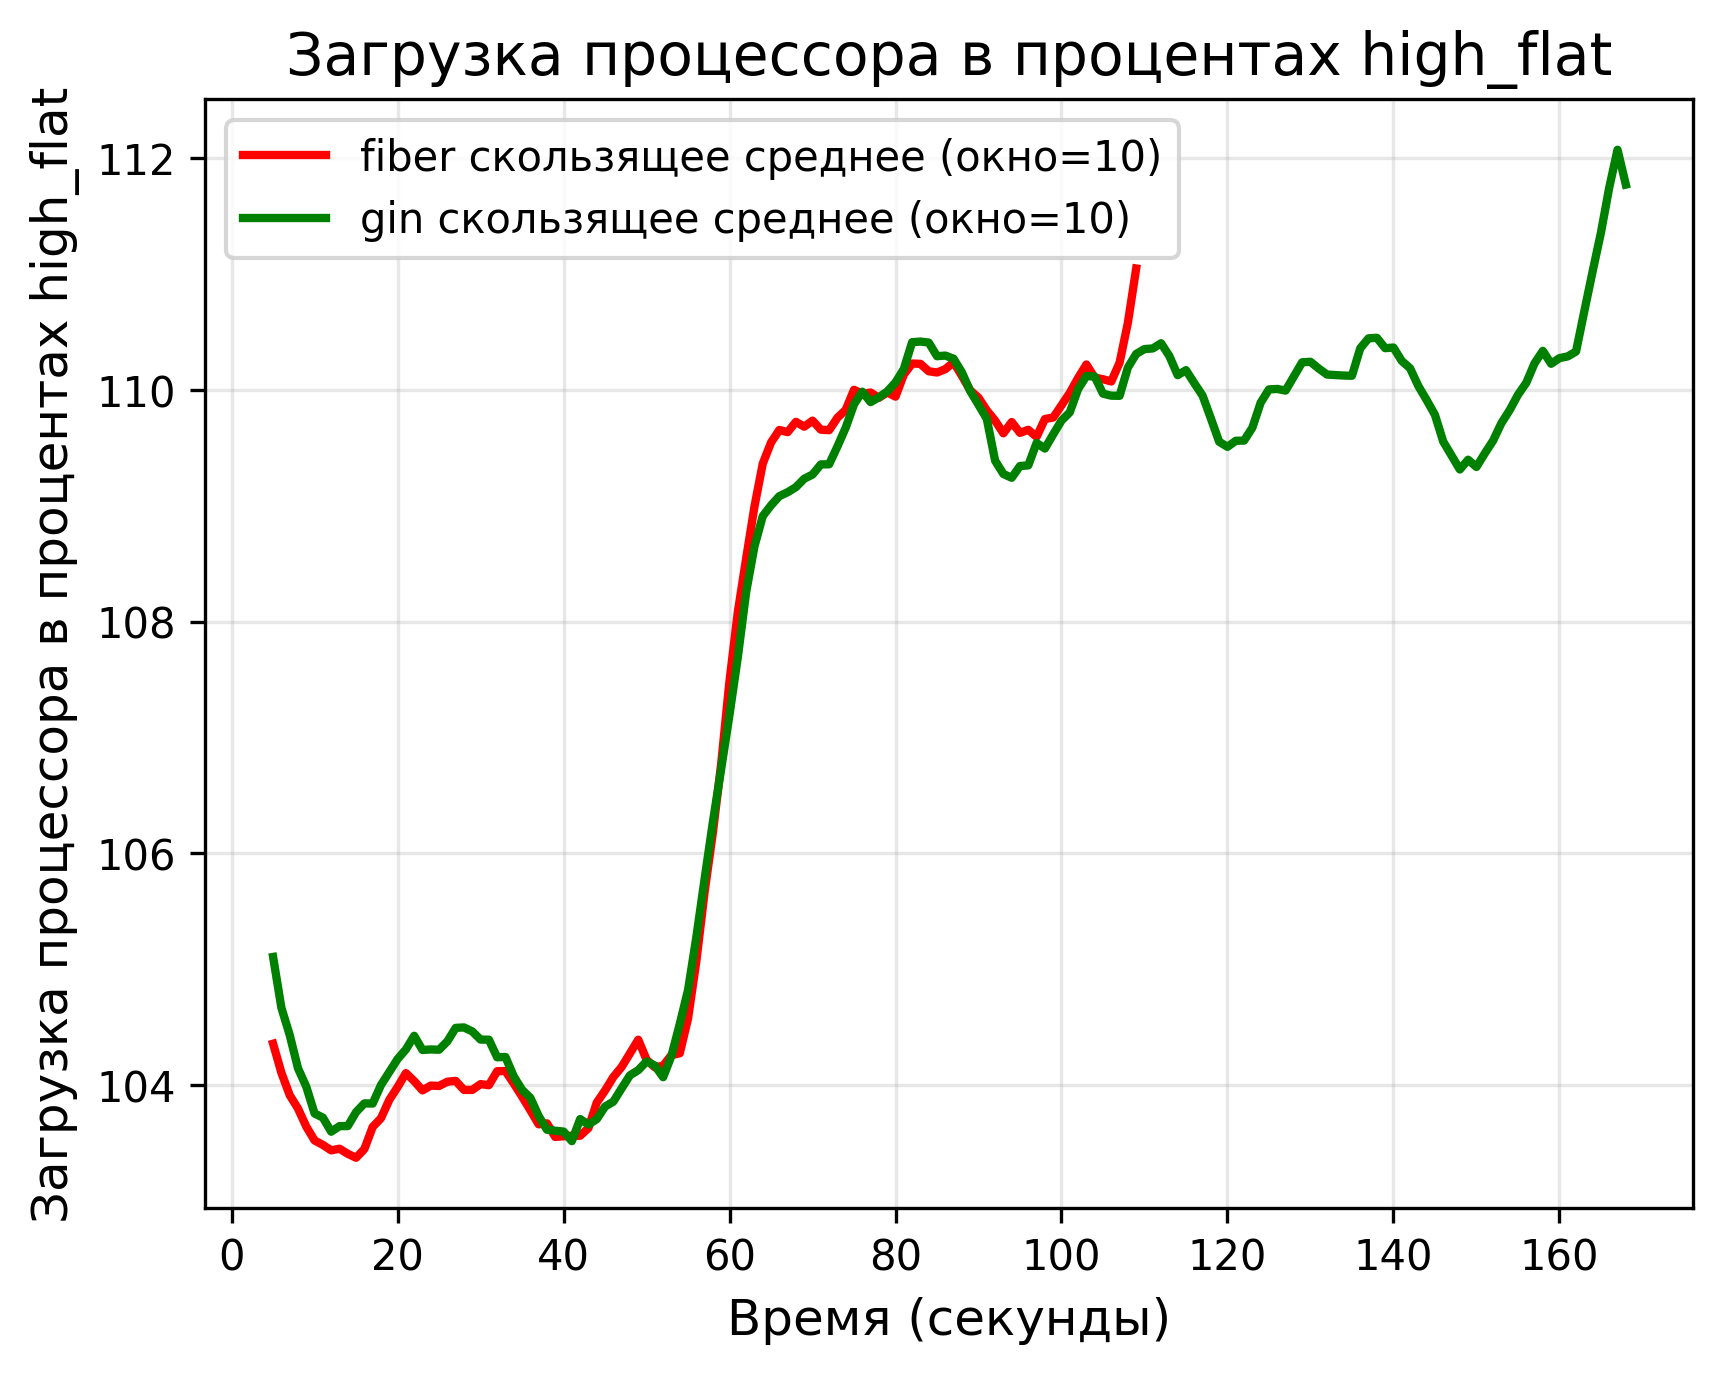 Загрузка процессора в процентах high_flat
Загрузка процессора в процентах high_flat
fiber скользящее среднее (окно=10)
gin скользящее среднее (окно=10)
112
110
108
106
104
0 20 40 60 80 100 120 140 160
Время (секунды)